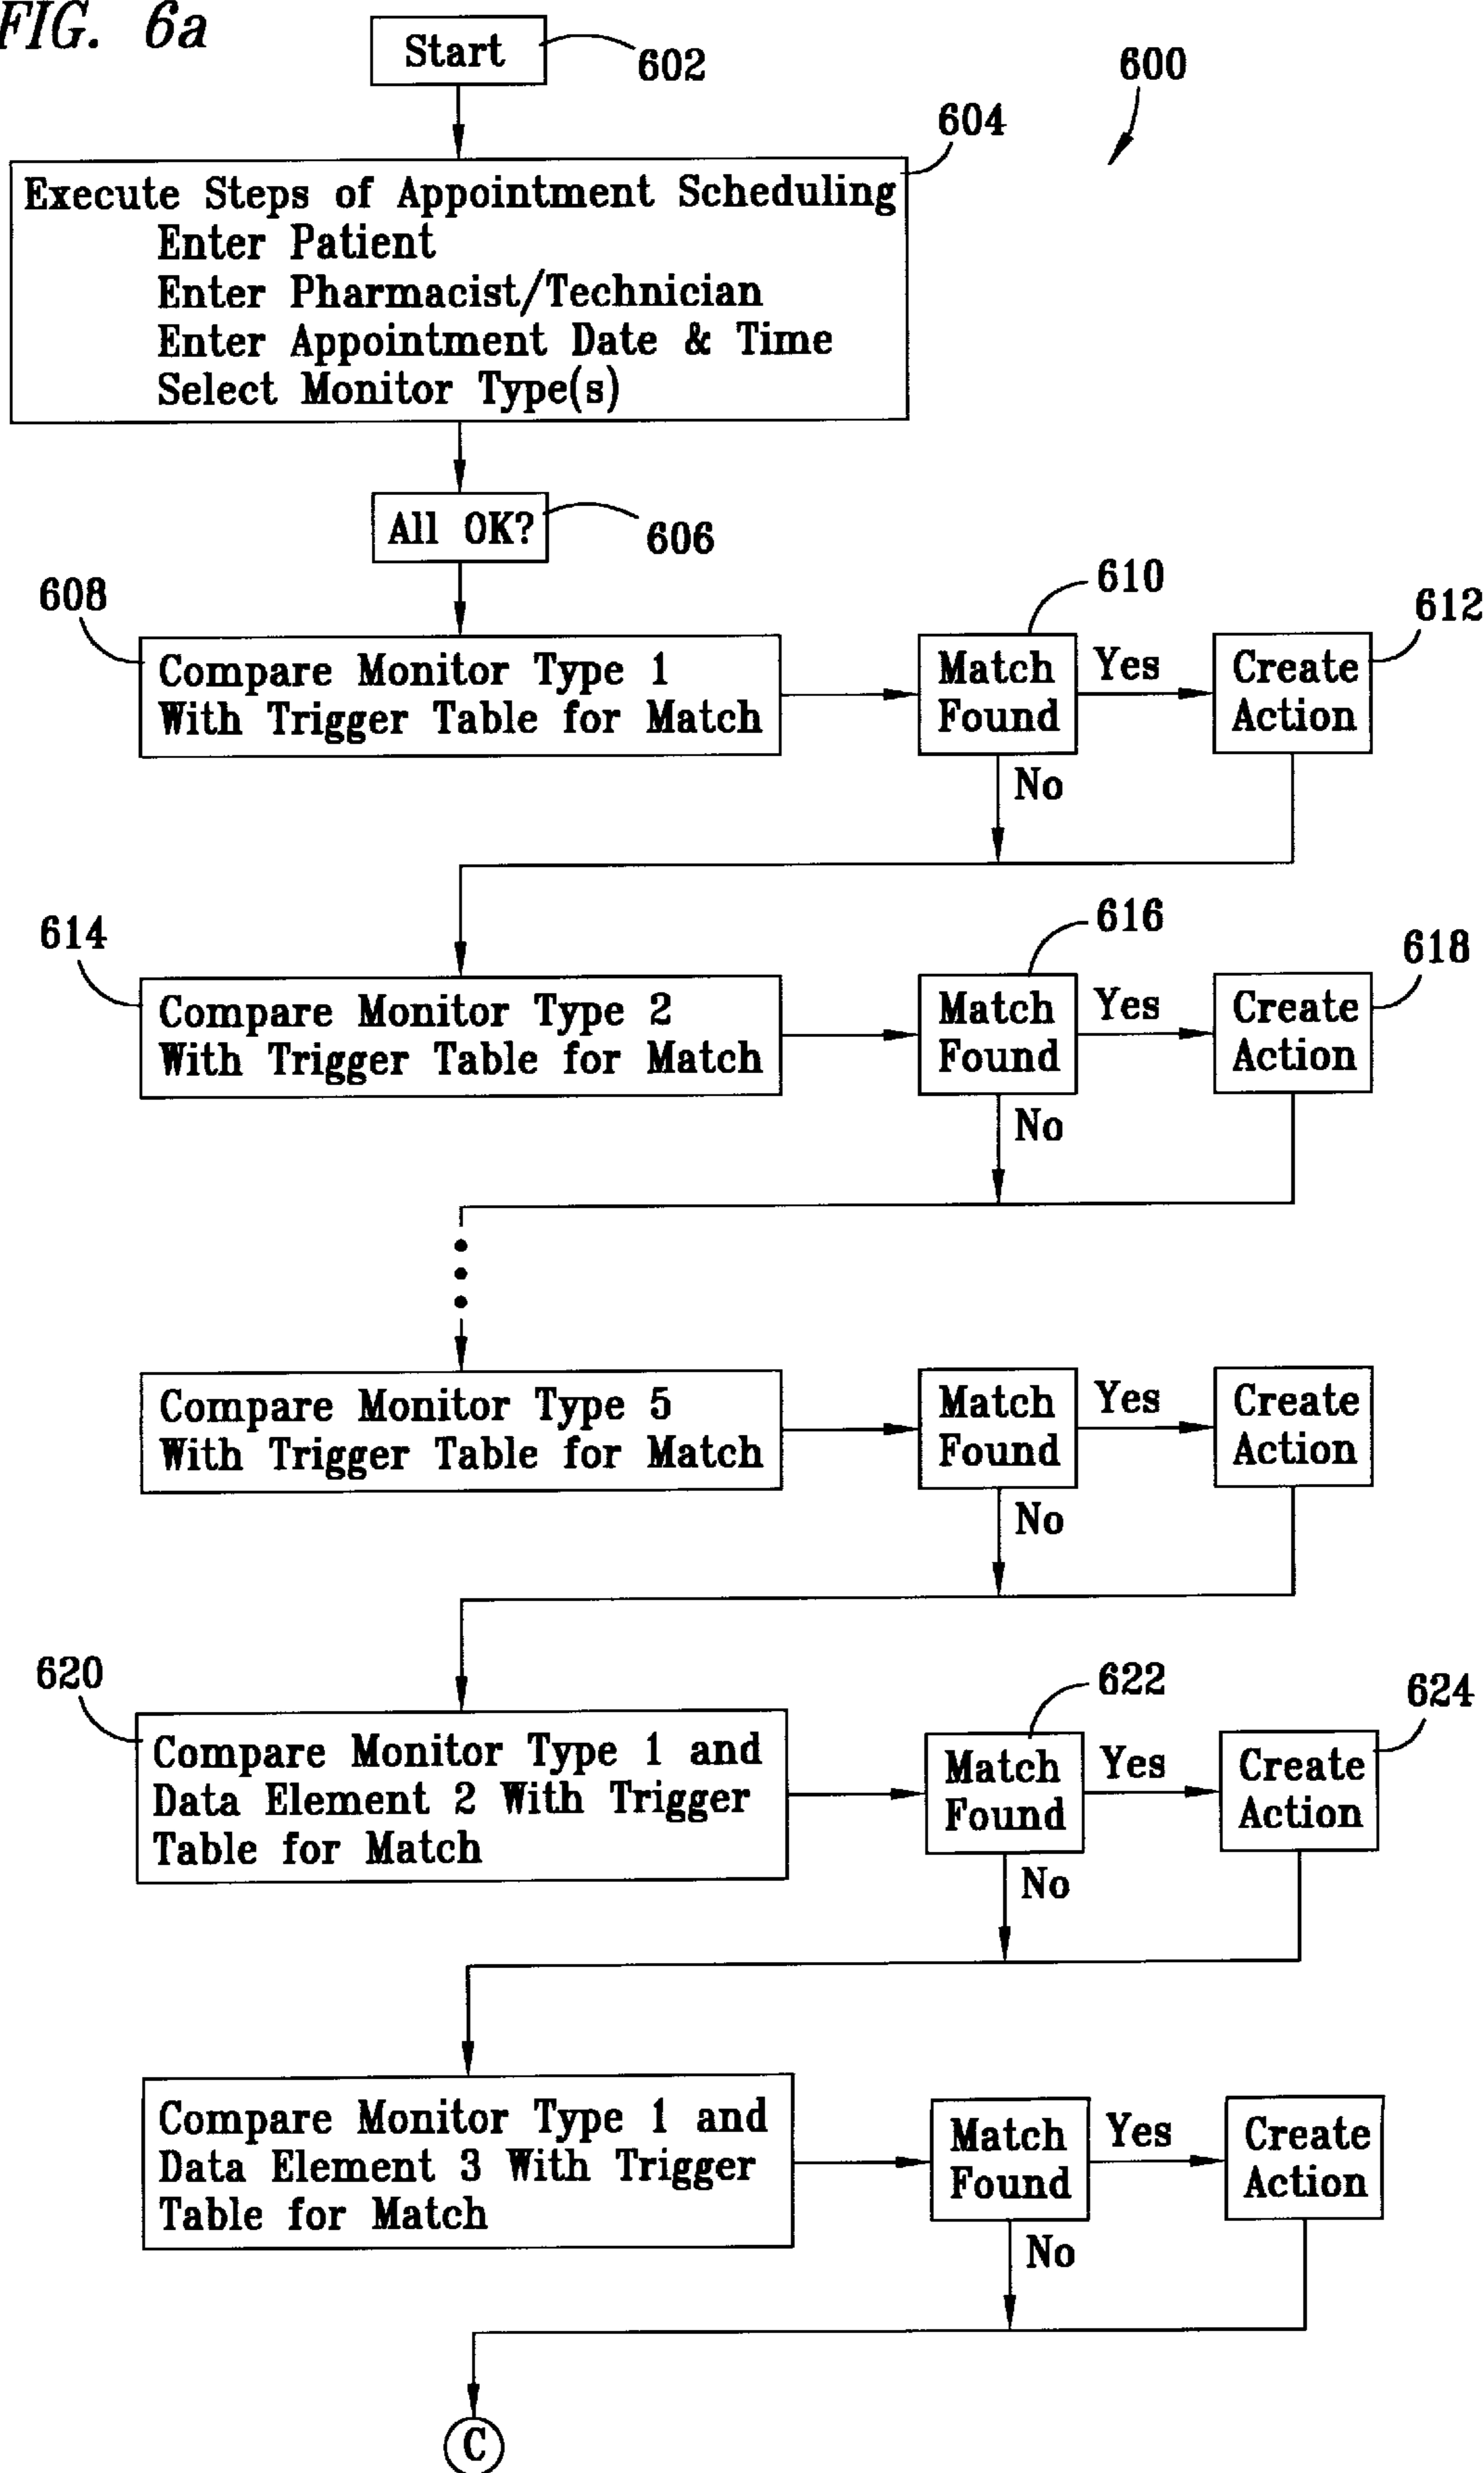 FIG. 6a
Start
602
600
604
Execute Steps of Appointment Scheduling
Enter Patient
Enter Pharmacist/Technician
Enter Appointment Date & Time
Select Monitor Type(s)
All OK?
606
608
610
612
Compare Monitor Type 1
With Trigger Table for Match
Match
Found
Yes
Create
Action
No
614
616
618
Compare Monitor Type 2
With Trigger Table for Match
Match
Found
Yes
Create
Action
No
Compare Monitor Type 5
With Trigger Table for Match
Match
Found
Yes
Create
Action
No
620
622
624
Compare Monitor Type 1 and
Data Element 2 With Trigger
Table for Match
Match
Found
Yes
Create
Action
No
Compare Monitor Type 1 and
Data Element 3 With Trigger
Table for Match
Match
Found
Yes
Create
Action
No
C